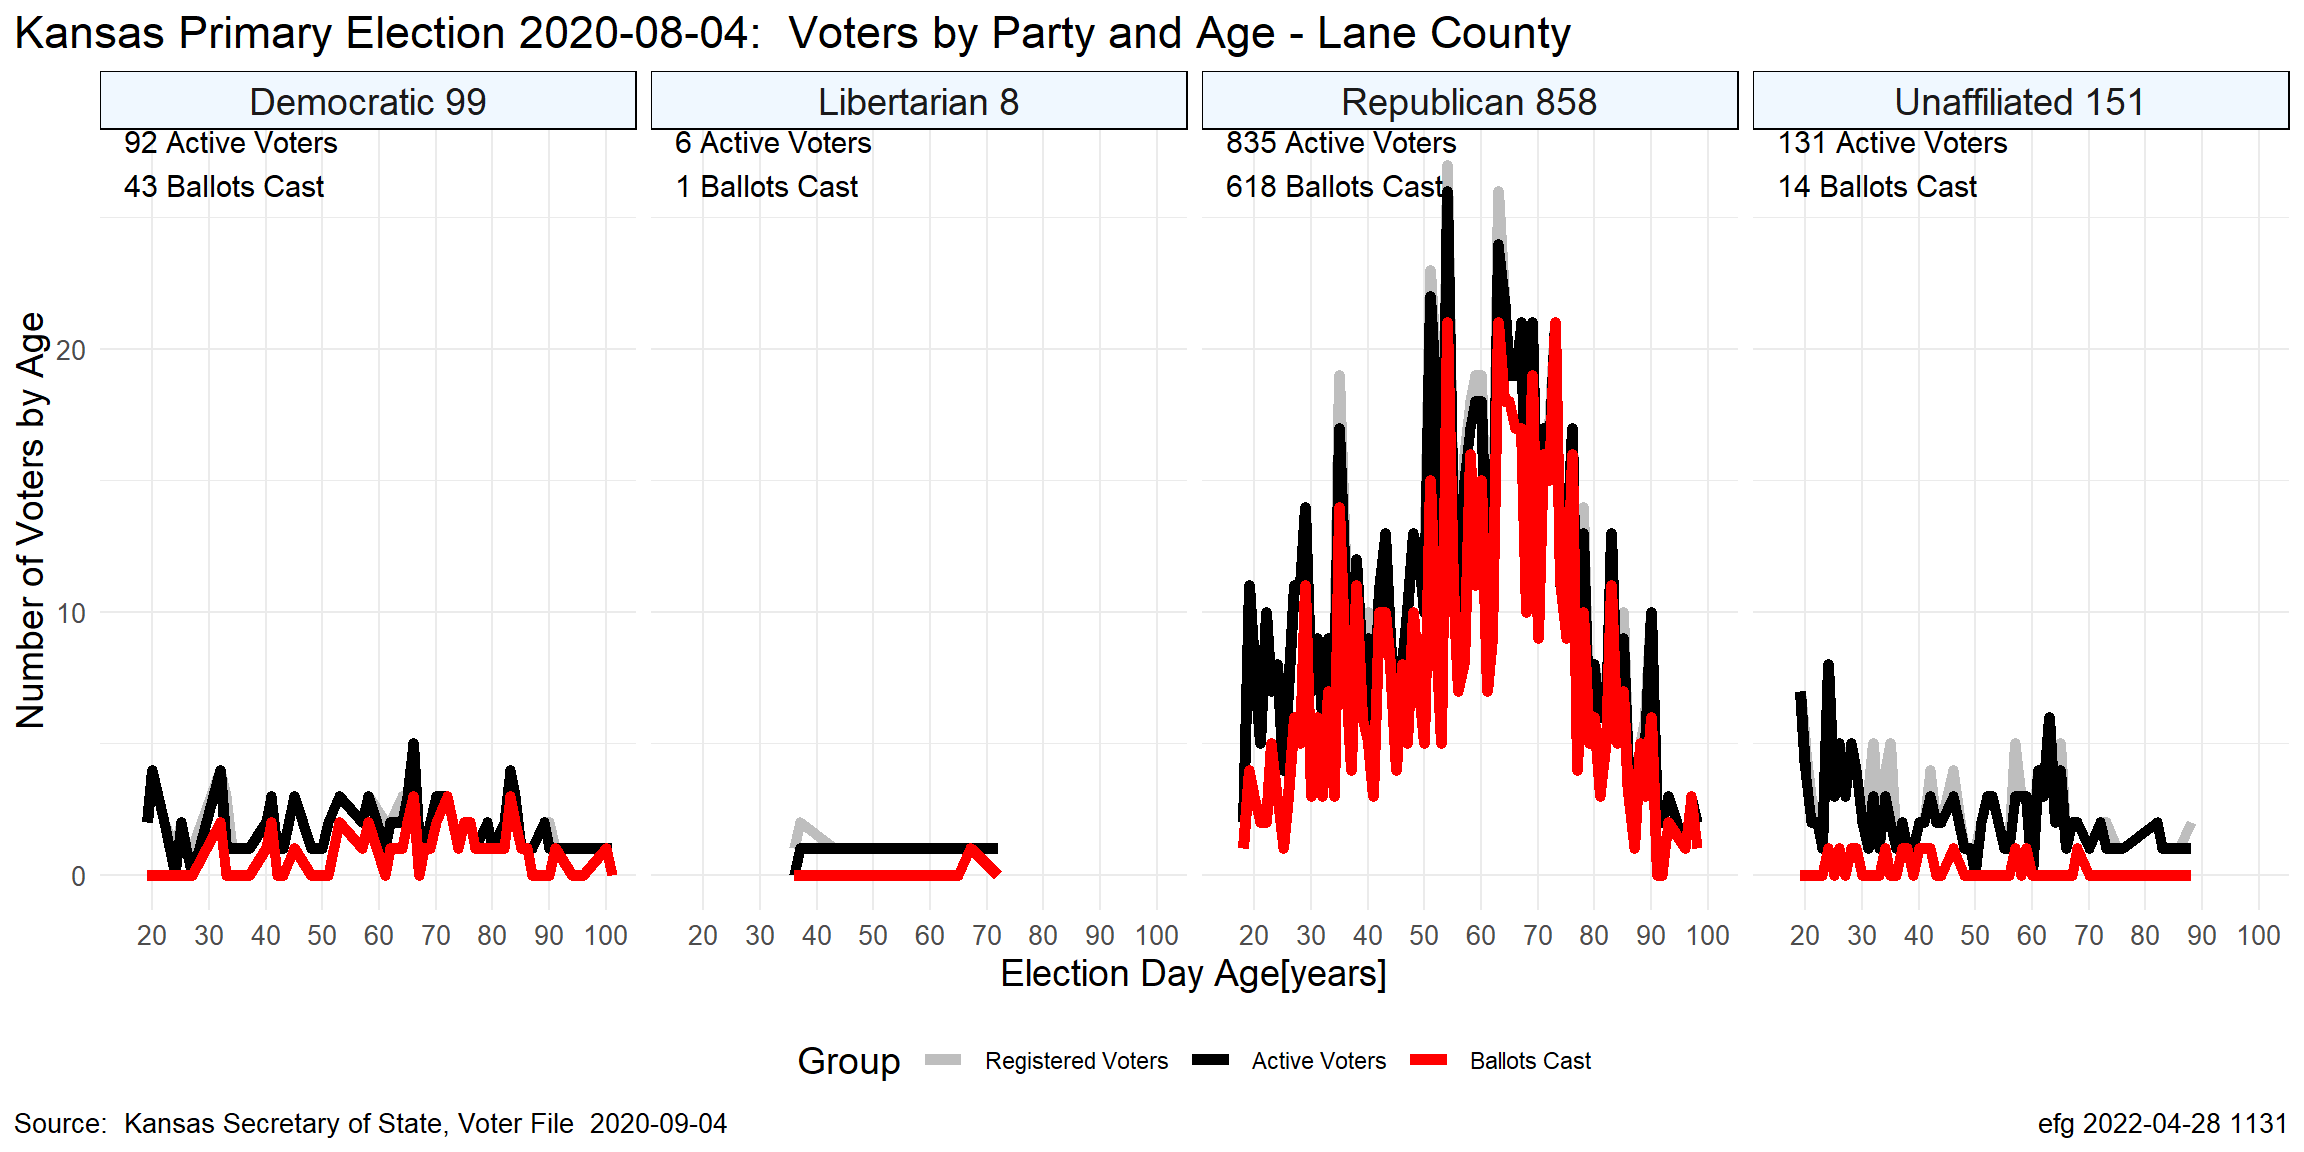 Kansas Primary Election 2020-08-04:  Voters by Party and Age - Lane County
Democratic 99
Libertarian 8
Republican 858
Unaffiliated 151
92 Active Voters
43 Ballots Cast
6 Active Voters
1 Ballots Cast
835 Active Voters
618 Ballots Cast
131 Active Voters
14 Ballots Cast
Number of Voters by Age
20
10
0
20 30 40 50 60 70 80 90 100
20 30 40 50 60 70 80 90 100
20 30 40 50 60 70 80 90 100
20 30 40 50 60 70 80 90 100
Election Day Age[years]
Group Registered Voters Active Voters Ballots Cast
Source:  Kansas Secretary of State, Voter File  2020-09-04
efg 2022-04-28 1131